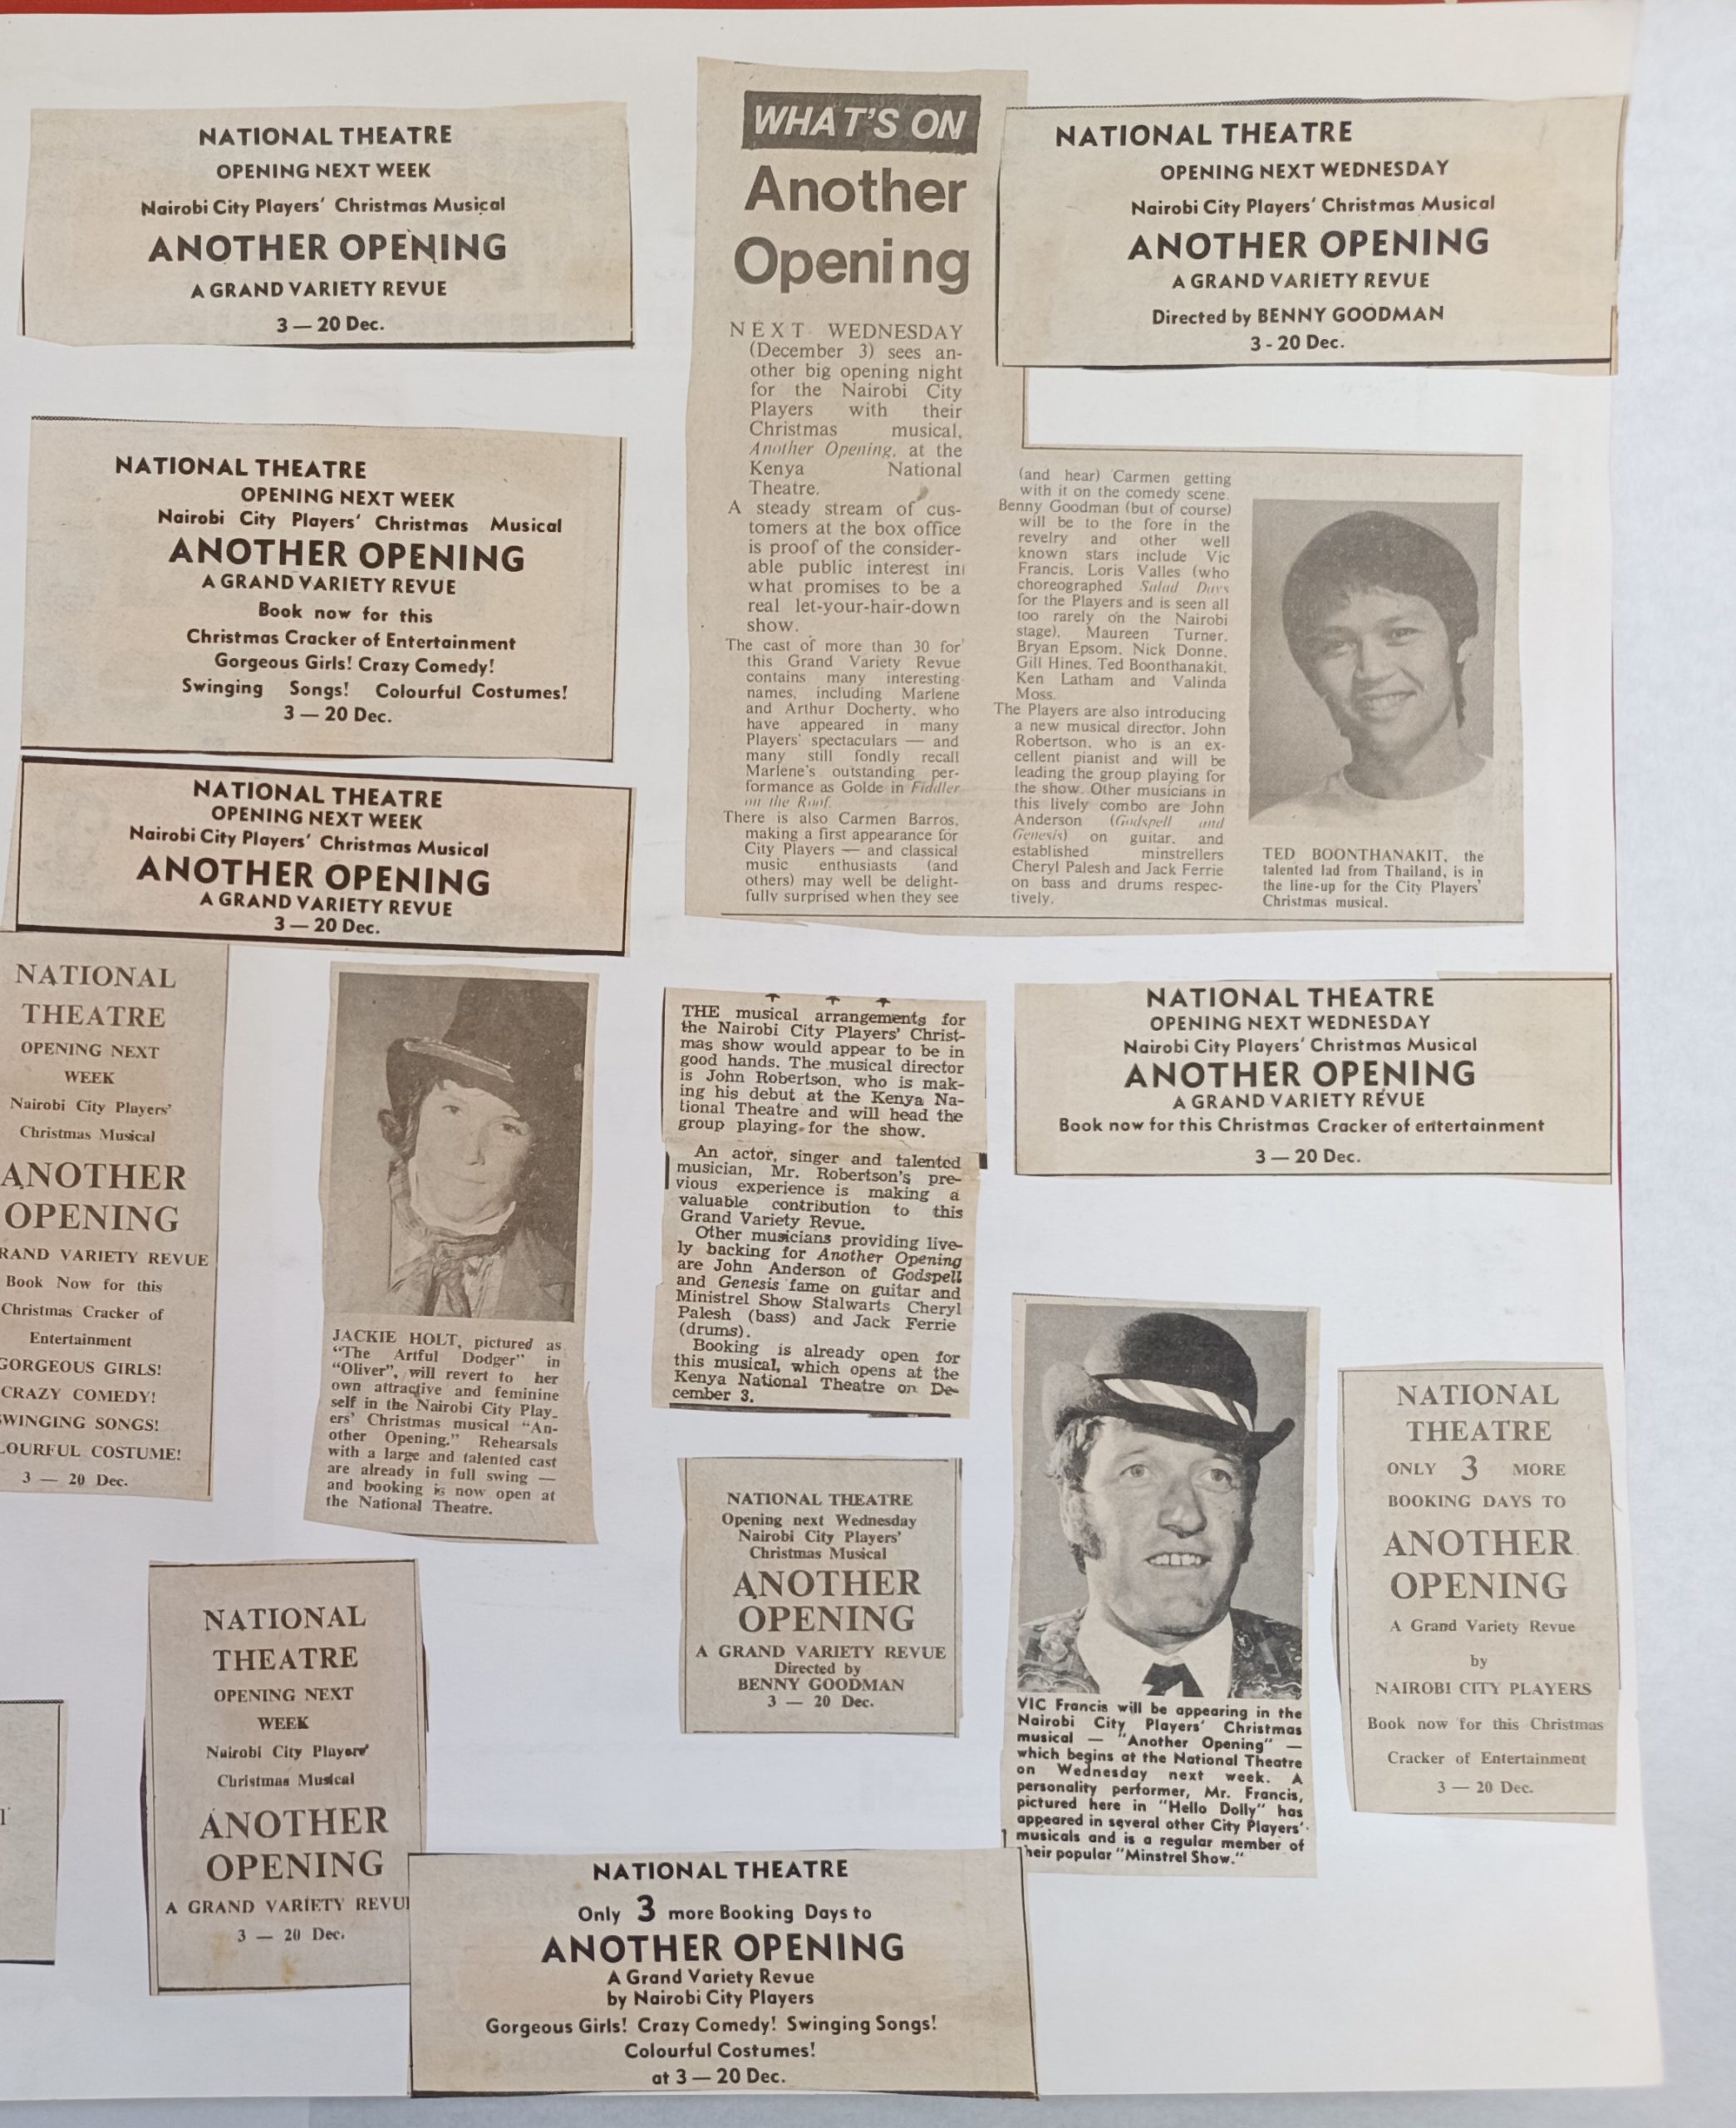 NATIONAL THEATRE
OPENING NEXT WEEK
Nairobi City Players' Christmas Musical
ANOTHER OPENING
A GRAND VARIETY REVUE
3 — 20 Dec.
NATIONAL THEATRE
OPENING NEXT WEEK
Nairobi City Players' Christmas Musical
ANOTHER OPENING
A GRAND VARIETY REVUE
Book now for this
Christmas Cracker of Entertainment
Gorgeous Girls! Crazy Comedy!
Swinging Songs! Colourful Costumes!
3 — 20 Dec.
NATIONAL THEATRE
OPENING NEXT WEEK
Nairobi City Players' Christmas Musical
ANOTHER OPENING
A GRAND VARIETY REVUE
3 — 20 Dec.
WHAT'S ON
Another
Opening
NEXT WEDNESDAY
(December 3) sees an-
other big opening night
for the Nairobi City
Players with their
Christmas musical,
Another Opening, at the
Kenya National
Theatre.
A steady stream of cus-
tomers at the box office
is proof of the consider-
able public interest in
what promises to be a
real let-your-hair-down
show.
The cast of more than 30 for
this Grand Variety Revue
contains many interesting
names, including Marlene
and Arthur Docherty, who
have appeared in many
Players' spectaculars — and
many still fondly recall
Marlene's outstanding per-
formance as Golde in Fiddler
on the Roof.
There is also Carmen Barros,
making a first appearance for
City Players — and classical
music enthusiasts (and
others) may well be delight-
fully surprised when they see
(and hear) Carmen getting
with it on the comedy scene.
Benny Goodman (but of course)
will be to the fore in the
revelry and other well
known stars include Vic
Francis, Loris Valles (who
choreographed Salad Days
for the Players and is seen all
too rarely on the Nairobi
stage), Maureen Turner,
Bryan Epsom, Nick Donne,
Gill Hines, Ted Boonthanakit,
Ken Latham and Valinda
Moss.
The Players are also introducing
a new musical director, John
Robertson, who is an ex-
cellent pianist and will be
leading the group playing for
the show. Other musicians in
this lively combo are John
Anderson (Godspell and
Genesis) on guitar, and
established minstrellers
Cheryl Palesh and Jack Ferrie
on bass and drums respec-
tively.
TED BOONTHANAKIT, the
talented lad from Thailand, is in
the line-up for the City Players'
Christmas musical.
NATIONAL THEATRE
OPENING NEXT WEDNESDAY
Nairobi City Players' Christmas Musical
ANOTHER OPENING
A GRAND VARIETY REVUE
Directed by BENNY GOODMAN
3 - 20 Dec.
NATIONAL
THEATRE
OPENING NEXT
WEEK
Nairobi City Players'
Christmas Musical
ANOTHER
OPENING
RAND VARIETY REVUE
Book Now for this
Christmas Cracker of
Entertainment
GORGEOUS GIRLS!
CRAZY COMEDY!
WINGING SONGS!
LOURFUL COSTUME!
3 — 20 Dec.
JACKIE HOLT, pictured as
"The Artful Dodger" in
"Oliver", will revert to her
own attractive and feminine
self in the Nairobi City Play-
ers' Christmas musical "An-
other Opening." Rehearsals
with a large and talented cast
are already in full swing —
and booking is now open at
the National Theatre.
THE musical arrangements for
the Nairobi City Players' Christ-
mas show would appear to be in
good hands. The musical director
is John Robertson, who is mak-
ing his debut at the Kenya Na-
tional Theatre and will head the
group playing for the show.
An actor, singer and talented
musician, Mr. Robertson's pre-
vious experience is making a
valuable contribution to this
Grand Variety Revue.
Other musicians providing live-
ly backing for Another Opening
are John Anderson of Godspell
and Genesis fame on guitar and
Ministrel Show Stalwarts Cheryl
Palesh (bass) and Jack Ferrie
(drums).
Booking is already open for
this musical, which opens at the
Kenya National Theatre on De-
cember 3.
NATIONAL THEATRE
OPENING NEXT WEDNESDAY
Nairobi City Players' Christmas Musical
ANOTHER OPENING
A GRAND VARIETY REVUE
Book now for this Christmas Cracker of entertainment
3 — 20 Dec.
NATIONAL
THEATRE
OPENING NEXT
WEEK
Nairobi City Players'
Christmas Musical
ANOTHER
OPENING
A GRAND VARIETY REVU
3 — 20 Dec.
NATIONAL THEATRE
Opening next Wednesday
Nairobi City Players'
Christmas Musical
ANOTHER
OPENING
A GRAND VARIETY REVUE
Directed by
BENNY GOODMAN
3 — 20 Dec.
VIC Francis will be appearing in the
Nairobi City Players' Christmas
musical — "Another Opening" —
which begins at the National Theatre
on Wednesday next week. A
personality performer, Mr. Francis,
pictured here in "Hello Dolly" has
appeared in several other City Players'
musicals and is a regular member of
heir popular "Minstrel Show."
NATIONAL
THEATRE
ONLY 3 MORE
BOOKING DAYS TO
ANOTHER
OPENING
A Grand Variety Revue
by
NAIROBI CITY PLAYERS
Book now for this Christmas
Cracker of Entertainment
3 — 20 Dec.
NATIONAL THEATRE
Only 3 more Booking Days to
ANOTHER OPENING
A Grand Variety Revue
by Nairobi City Players
Gorgeous Girls! Crazy Comedy! Swinging Songs!
Colourful Costumes!
at 3 — 20 Dec.